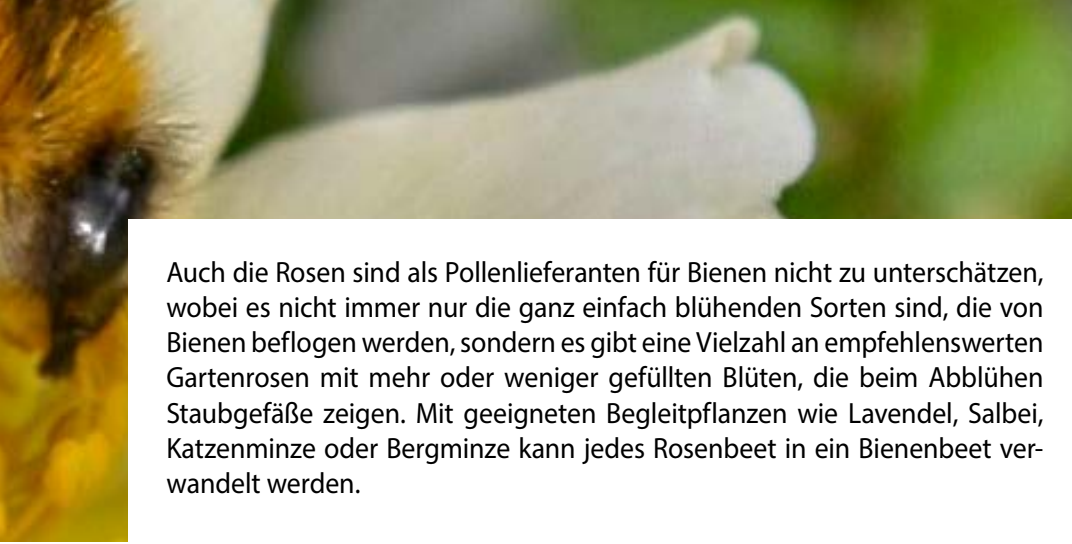 Auch die Rosen sind als Pollenlieferanten für Bienen nicht zu unterschätzen,
wobei es nicht immer nur die ganz einfach blühenden Sorten sind, die von
Bienen beflogen werden, sondern es gibt eine Vielzahl an empfehlenswerten
Gartenrosen mit mehr oder weniger gefüllten Blüten, die beim Abblühen
Staubgefäße zeigen. Mit geeigneten Begleitpflanzen wie Lavendel, Salbei,
Katzenminze oder Bergminze kann jedes Rosenbeet in ein Bienenbeet ver-
wandelt werden.